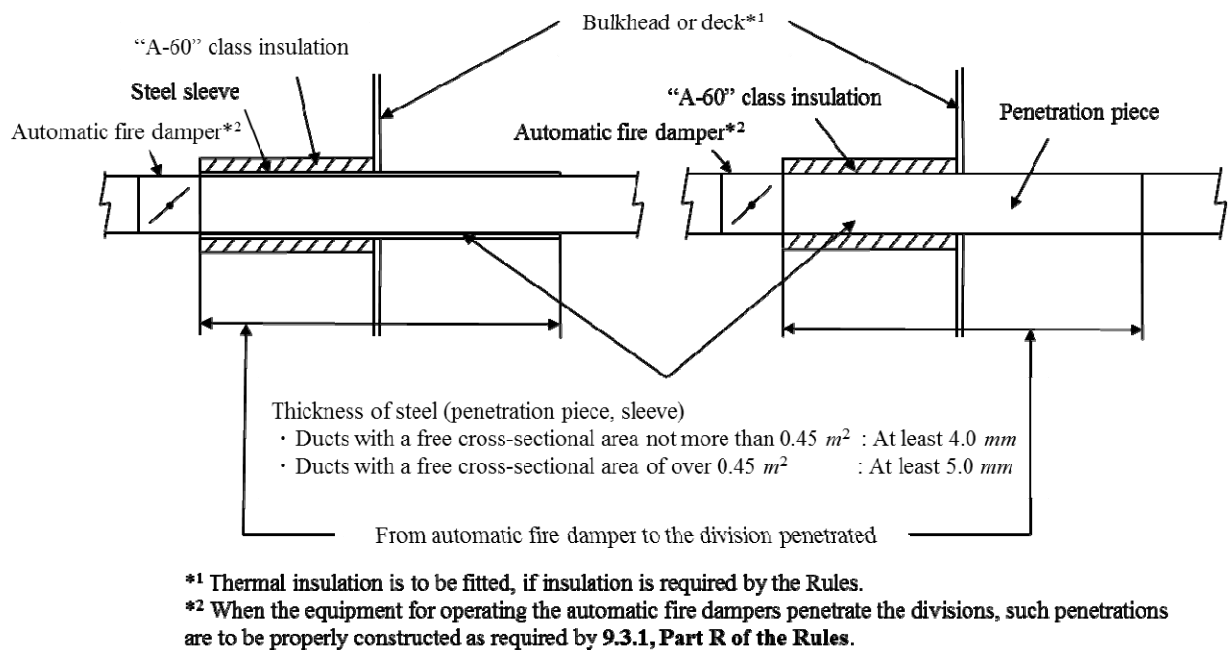 Bulkhead or deck*1
“A-60” class insulation
Steel sleeve
Automatic fire damper*2
“A-60” class insulation
Automatic fire damper*2
Penetration piece
Thickness of steel (penetration piece, sleeve)
・Ducts with a free cross-sectional area not more than 0.45 m² : At least 4.0 mm
・Ducts with a free cross-sectional area of over 0.45 m² : At least 5.0 mm
From automatic fire damper to the division penetrated
*1 Thermal insulation is to be fitted, if insulation is required by the Rules.
*2 When the equipment for operating the automatic fire dampers penetrate the divisions, such penetrations
are to be properly constructed as required by 9.3.1, Part R of the Rules.